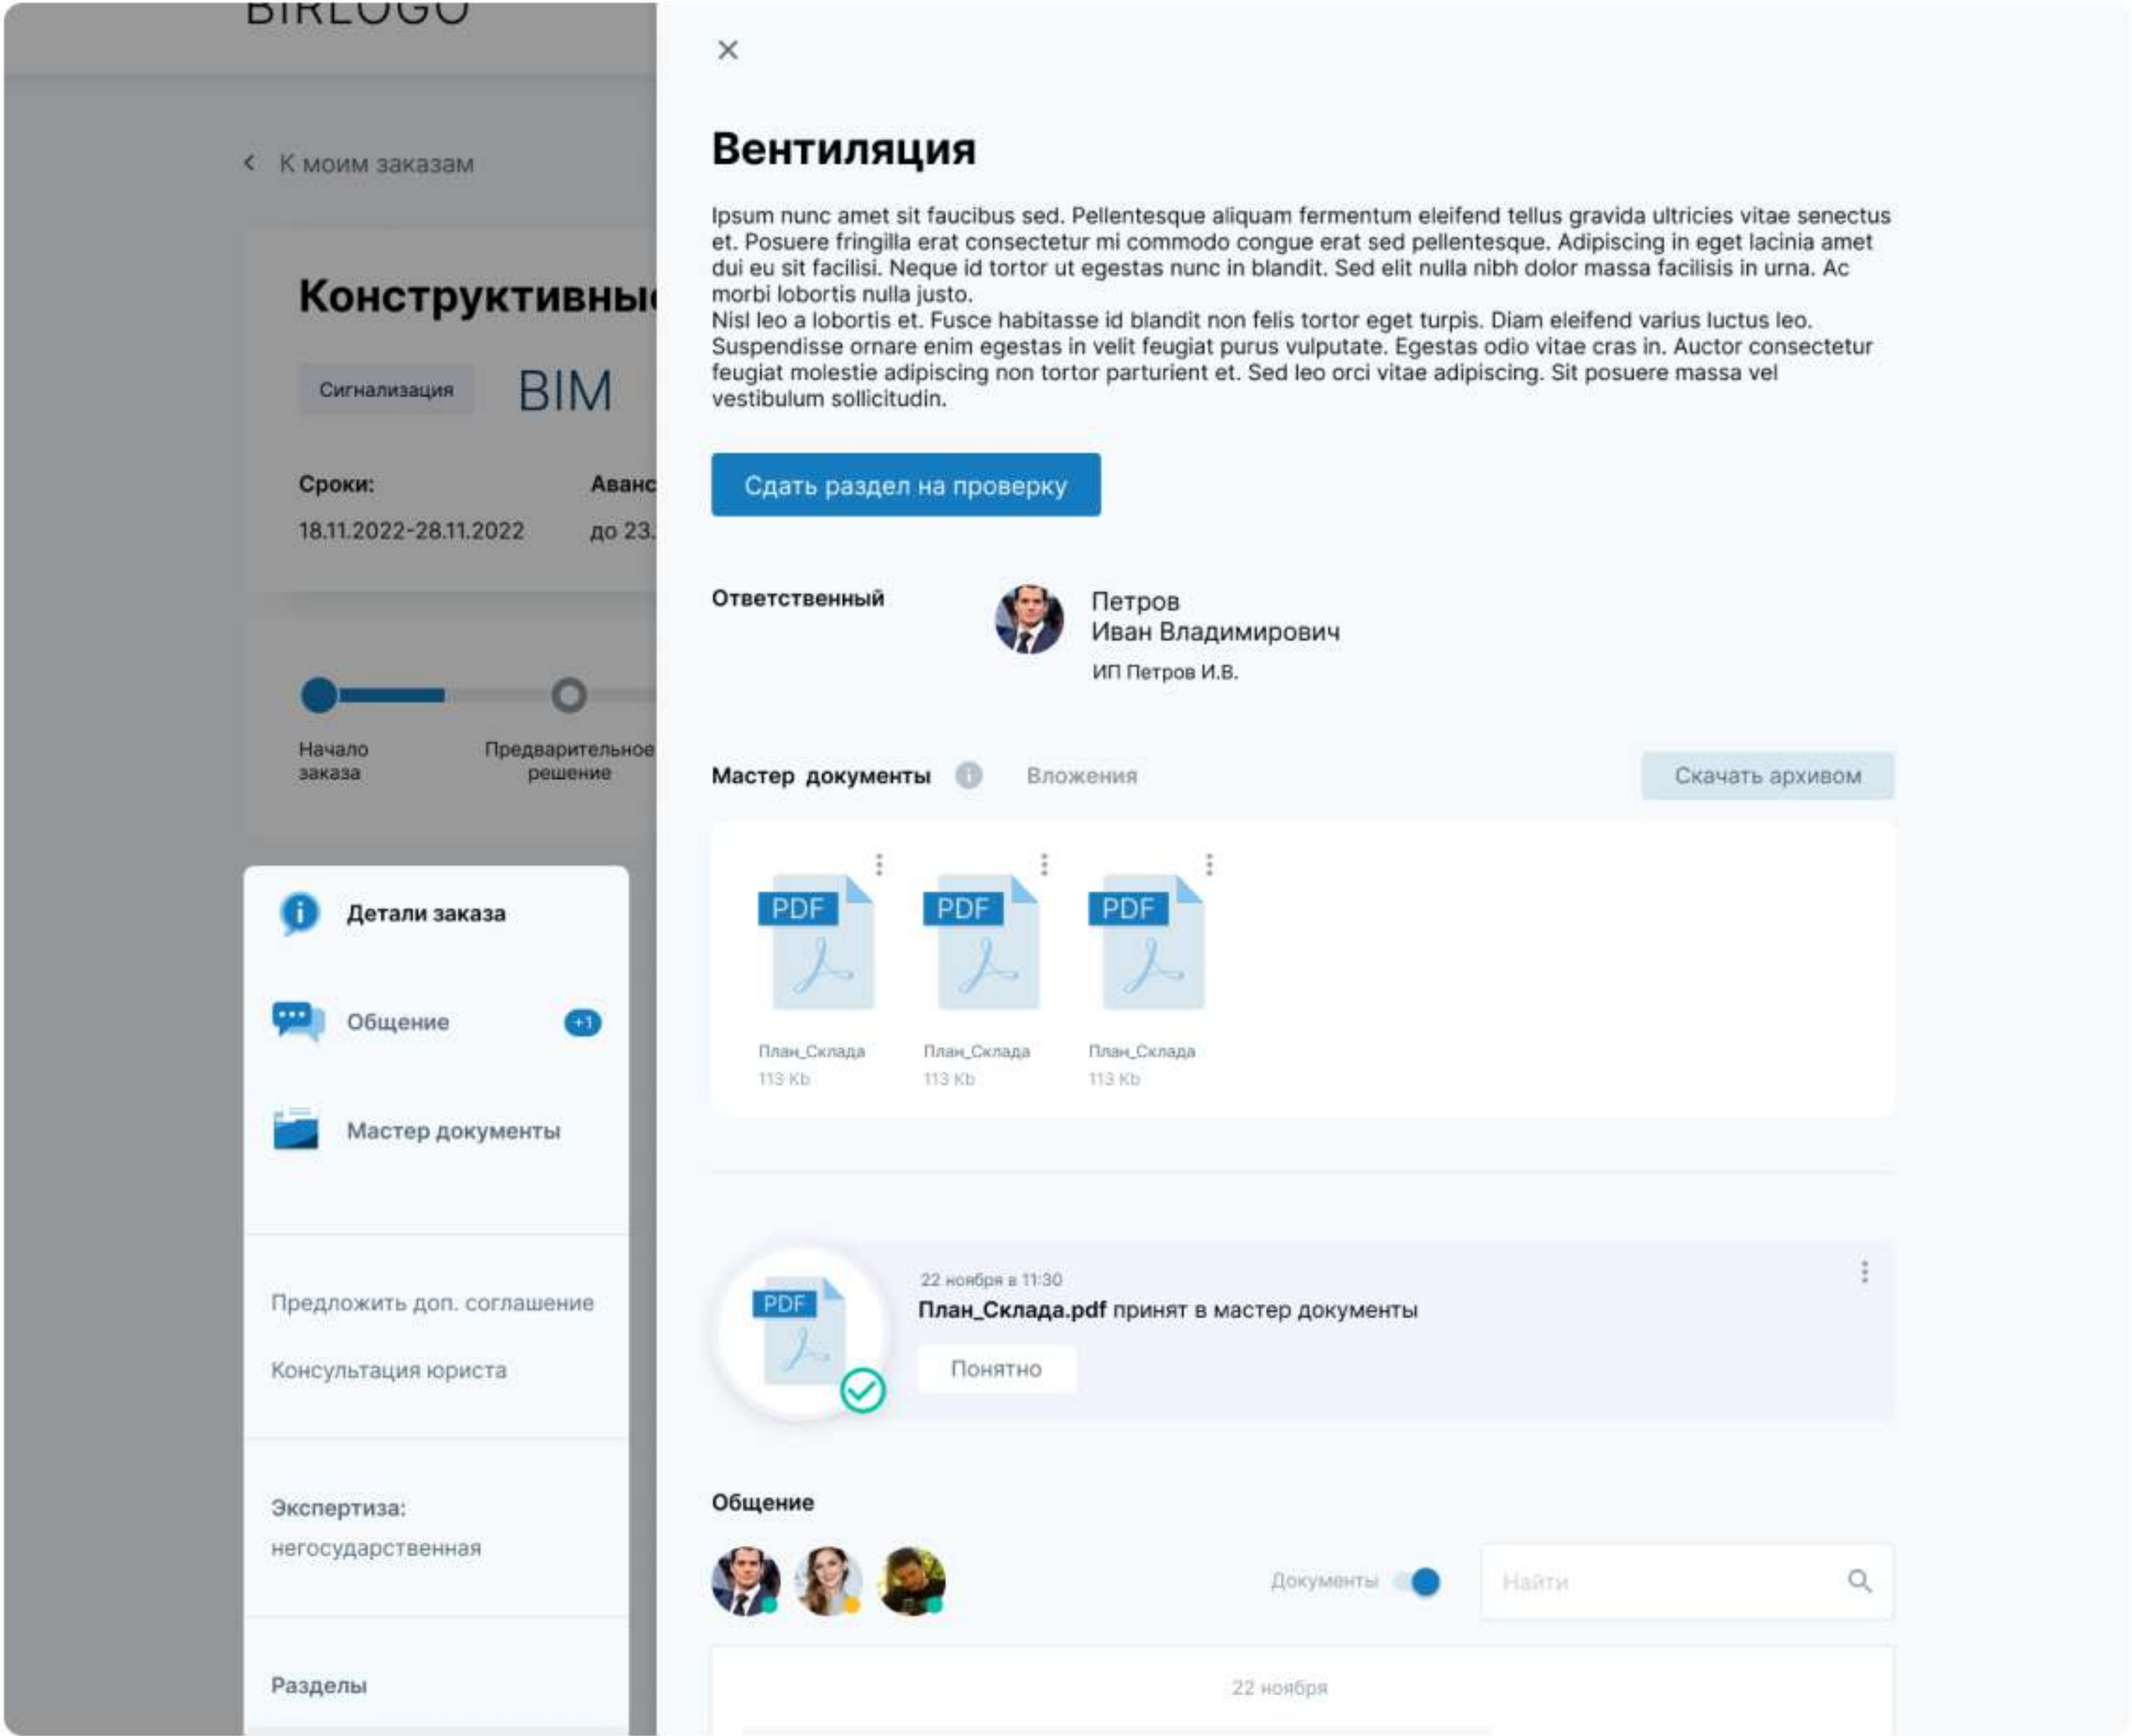 BIRLOGO
К моим заказам
Конструктивны
Сигнализация
BIM
Сроки:
Аванс
18.11.2022-28.11.2022
до 23.
Начало
заказа
Предварительное
решение
Детали заказа
Общение
+1
Мастер документы
Предложить доп. соглашение
Консультация юриста
Экспертиза:
негосударственная
Разделы
Вентиляция
Ipsum nunc amet sit faucibus sed. Pellentesque aliquam fermentum eleifend tellus gravida ultricies vitae senectus
et. Posuere fringilla erat consectetur mi commodo congue erat sed pellentesque. Adipiscing in eget lacinia amet
dui eu sit facilisi. Neque id tortor ut egestas nunc in blandit. Sed elit nulla nibh dolor massa facilisis in urna. Ac
morbi lobortis nulla justo.
Nisl leo a lobortis et. Fusce habitasse id blandit non felis tortor eget turpis. Diam eleifend varius luctus leo.
Suspendisse ornare enim egestas in velit feugiat purus vulputate. Egestas odio vitae cras in. Auctor consectetur
feugiat molestie adipiscing non tortor parturient et. Sed leo orci vitae adipiscing. Sit posuere massa vel
vestibulum sollicitudin.
Сдать раздел на проверку
Ответственный
Петров
Иван Владимирович
ИП Петров И.В.
Мастер документы
Вложения
Скачать архивом
PDF
PDF
PDF
План_Склада
План_Склада
План_Склада
113 Kb
113 Kb
113 Kb
PDF
22 ноября в 11:30
План_Склада.pdf принят в мастер документы
Понятно
Общение
Документы
Найти
22 ноября